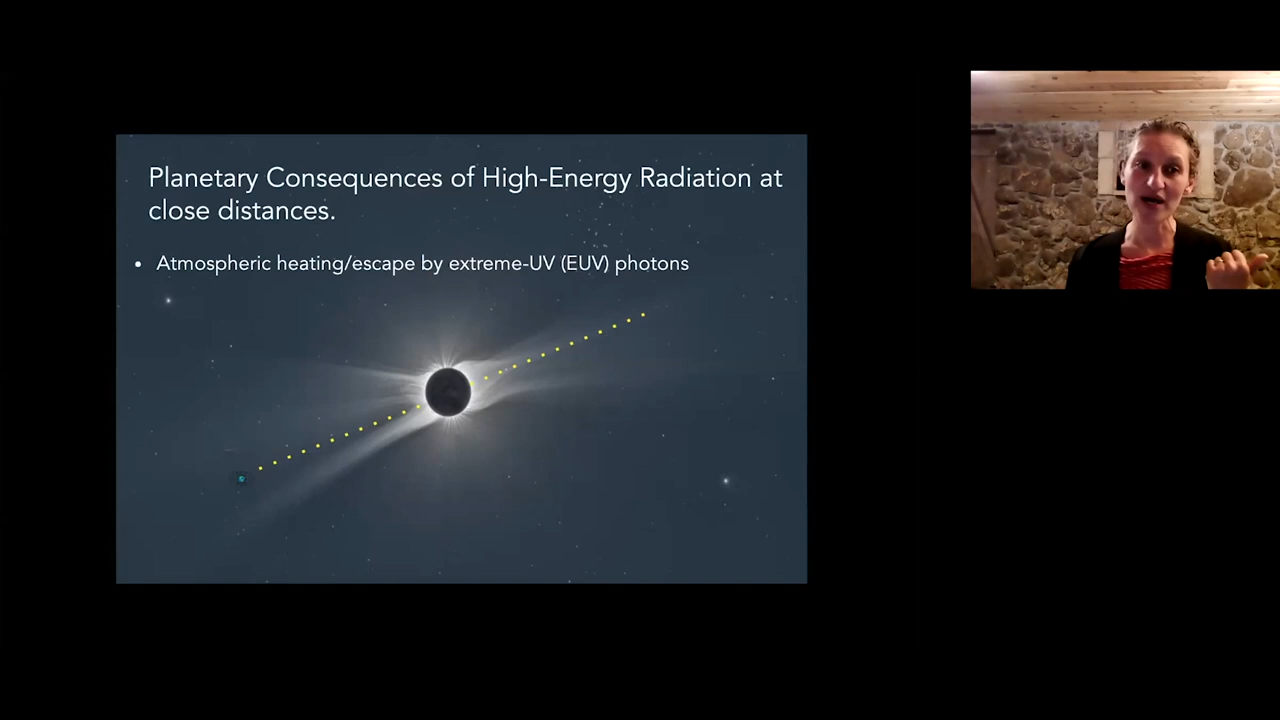 Planetary Consequences of High-Energy Radiation at
close distances.
• Atmospheric heating/escape by extreme-UV (EUV) photons